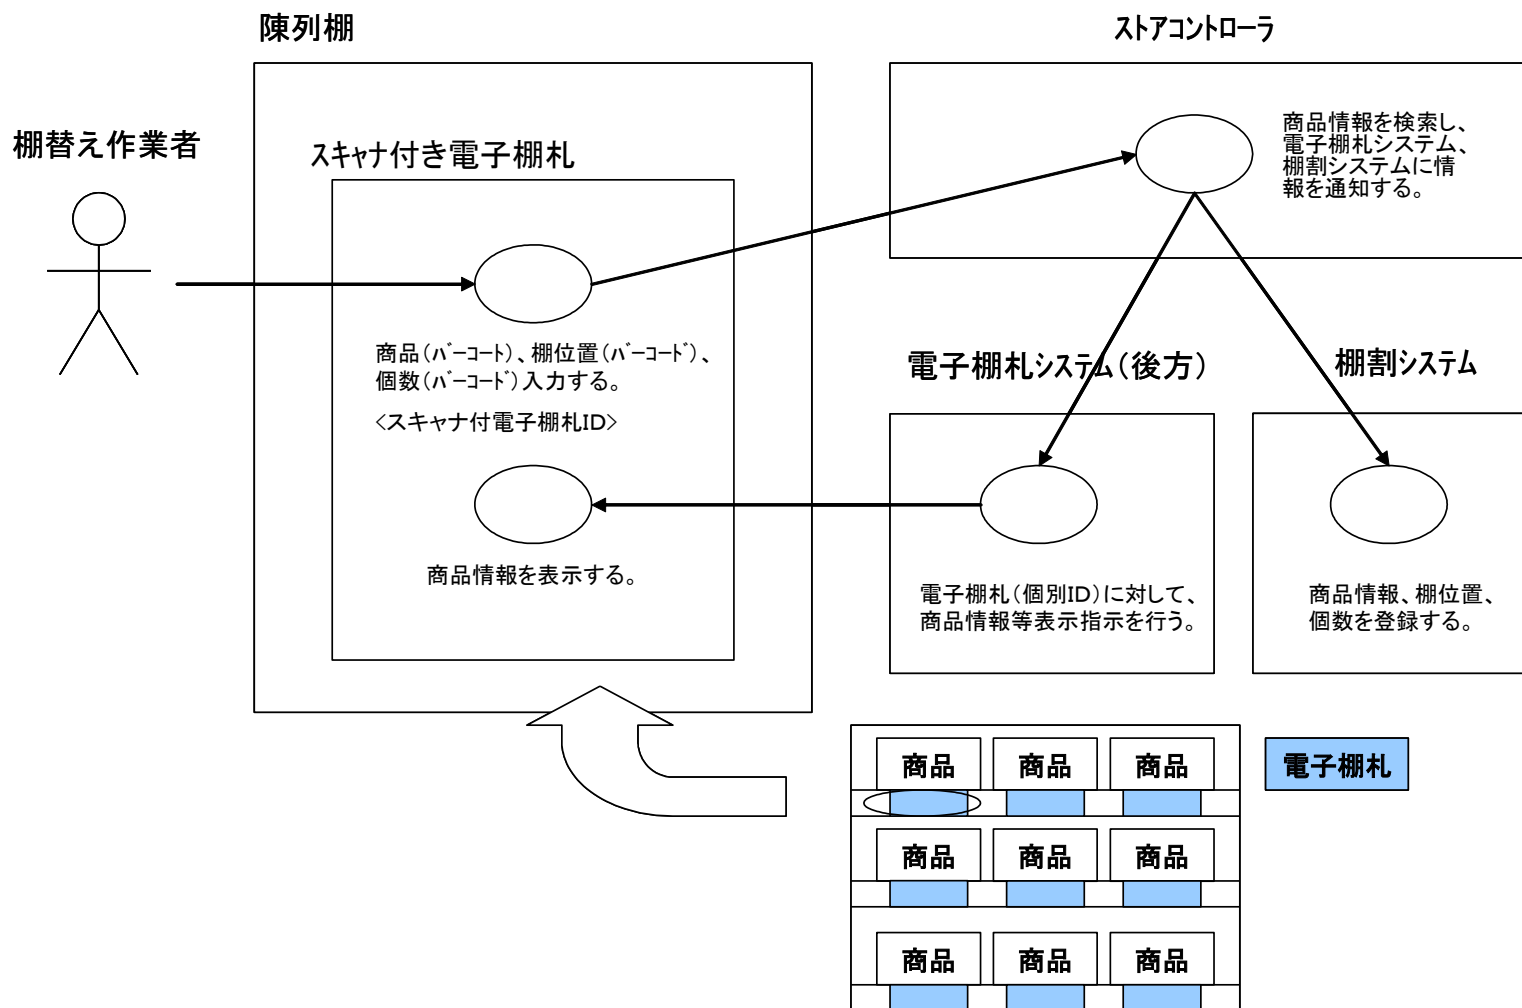 陳列棚
ストアコントローラ
棚替え作業者
スキャナ付き電子棚札
商品情報を検索し、
電子棚札システム、
棚割システムに情
報を通知する。
商品(ﾊﾞｰｺｰﾄ)、棚位置(ﾊﾞｰｺｰﾄﾞ)、
個数(ﾊﾞｰｺｰﾄﾞ)入力する。
<スキャナ付電子棚札ID>
商品情報を表示する。
電子棚札システム(後方)
棚割システム
電子棚札(個別ID)に対して、
商品情報等表示指示を行う。
商品情報、棚位置、
個数を登録する。
商品 商品 商品
電子棚札
商品 商品 商品
商品 商品 商品